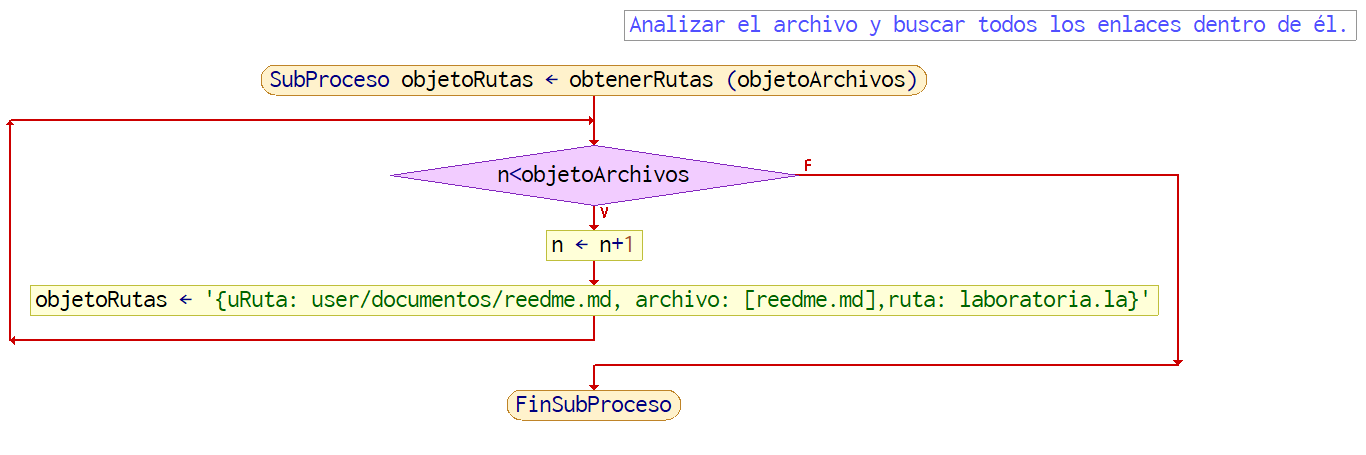 Analizar el archivo y buscar todos los enlaces dentro de él.
SubProceso objetoRutas ← obtenerRutas (objetoArchivos)
n<objetoArchivos
F
V
n ← n+1
objetoRutas ← '{uRuta: user/documentos/reedme.md, archivo: [reedme.md],ruta: laboratoria.la}'
FinSubProceso